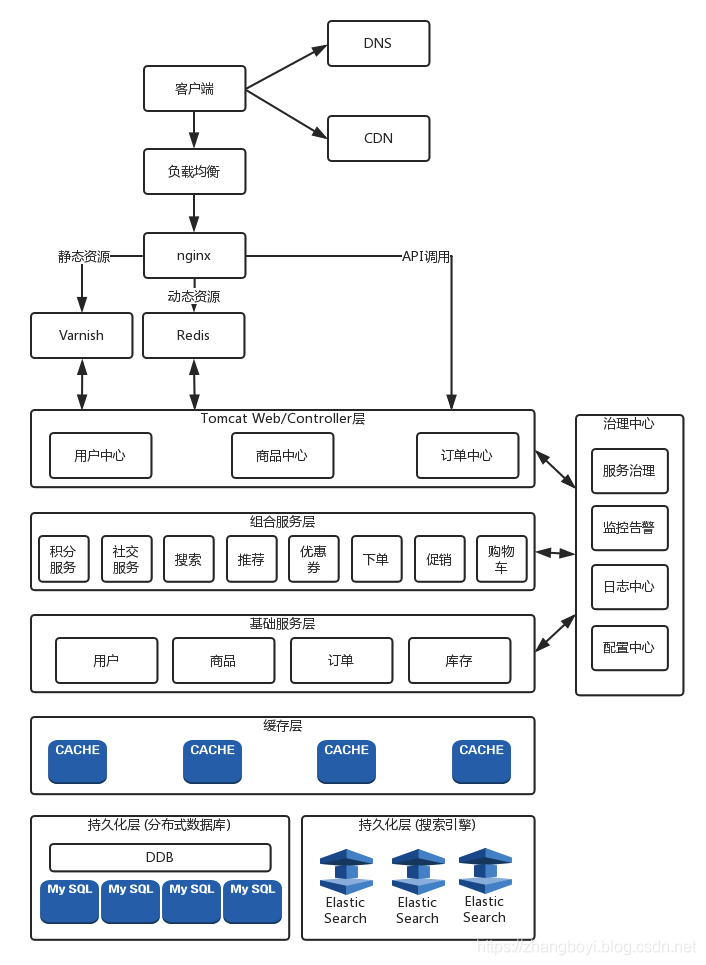 DNS
客户端
CDN
负载均衡
nginx
静态资源
API调用
动态资源
Varnish
Redis
Tomcat Web/Controller层
用户中心
商品中心
订单中心
治理中心
服务治理
监控告警
日志中心
配置中心
组合服务层
积分
服务
社交
服务
搜索
推荐
优惠
券
下单
促销
购物
车
基础服务层
用户
商品
订单
库存
缓存层
CACHE
CACHE
CACHE
CACHE
持久化层 (分布式数据库)
DDB
My SQL
My SQL
My SQL
My SQL
持久化层 (搜索引擎)
Elastic
Search
Elastic
Search
Elastic
Search
https://zhangboyi.blog.csdn.net